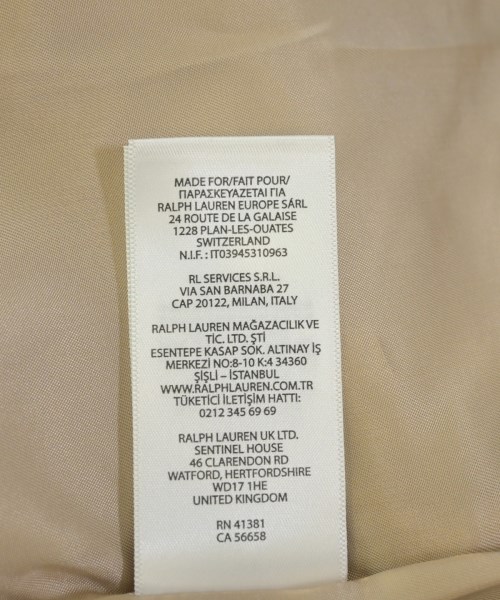 MADE FOR/FAIT POUR/
ΠΑΡΑΣΚΕΥΑΖΕΤΑΙ ΓΙΑ
RALPH LAUREN EUROPE SÁRL
24 ROUTE DE LA GALAISE
1228 PLAN-LES-OUATES
SWITZERLAND
N.I.F. : IT03945310963
RL SERVICES S.R.L.
VIA SAN BARNABA 27
CAP 20122, MILAN, ITALY
RALPH LAUREN MAĞAZACILIK VE
TİC. LTD. ŞTİ
ESENTEPE KASAP SOK. ALTINAY İŞ
MERKEZİ NO:8-10 K:4 34360
ŞİŞLİ – İSTANBUL
WWW.RALPHLAUREN.COM.TR
TÜKETİCİ İLETİŞİM HATTI:
0212 345 69 69
RALPH LAUREN UK LTD.
SENTINEL HOUSE
46 CLARENDON RD
WATFORD, HERTFORDSHIRE
WD17 1HE
UNITED KINGDOM
RN 41381
CA 56658